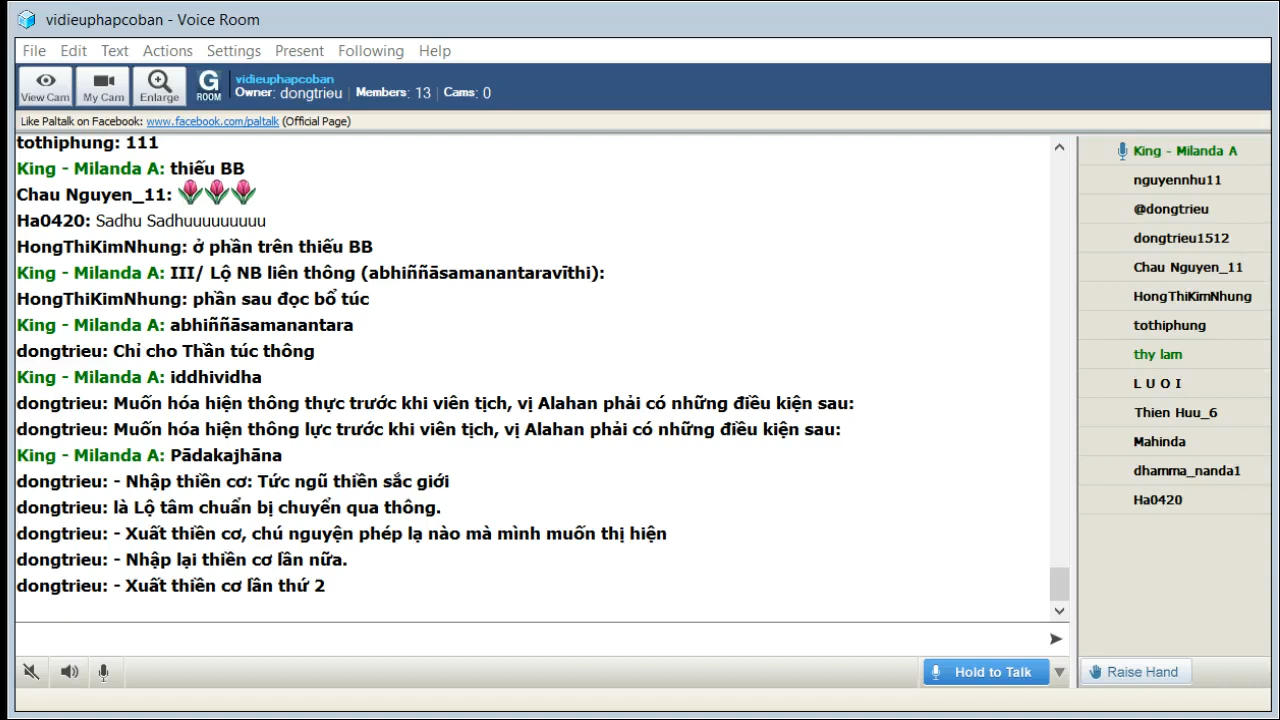 vidieuphapcoban - Voice Room
File Edit Text Actions Settings Present Following Help
View Cam
My Cam
Enlarge
G
ROOM
vidieuphapcoban
Owner: dongtrieu | Members: 13 | Cams: 0
Like Paltalk on Facebook: www.facebook.com/paltalk (Official Page)
tothiphung: 111
King - Milanda A: thiếu BB
Chau Nguyen_11:
Ha0420: Sadhu Sadhuuuuuuuuu
HongThiKimNhung: ở phần trên thiếu BB
King - Milanda A: III/ Lộ NB liên thông (abhiññāsamanantaravīthi):
HongThiKimNhung: phần sau đọc bổ túc
King - Milanda A: abhiññāsamanantara
dongtrieu: Chỉ cho Thần túc thông
King - Milanda A: iddhividha
dongtrieu: Muốn hóa hiện thông thực trước khi viên tịch, vị Alahan phải có những điều kiện sau:
dongtrieu: Muốn hóa hiện thông lực trước khi viên tịch, vị Alahan phải có những điều kiện sau:
King - Milanda A: Pādakajhāna
dongtrieu: - Nhập thiền cơ: Tức ngũ thiền sắc giới
dongtrieu: là Lộ tâm chuẩn bị chuyển qua thông.
dongtrieu: - Xuất thiền cơ, chú nguyện phép lạ nào mà mình muốn thị hiện
dongtrieu: - Nhập lại thiền cơ lần nữa.
dongtrieu: - Xuất thiền cơ lần thứ 2
King - Milanda A
nguyennhu11
@dongtrieu
dongtrieu1512
Chau Nguyen_11
HongThiKimNhung
tothiphung
thy lam
L U O I
Thien Huu_6
Mahinda
dhamma_nanda1
Ha0420
Hold to Talk
Raise Hand